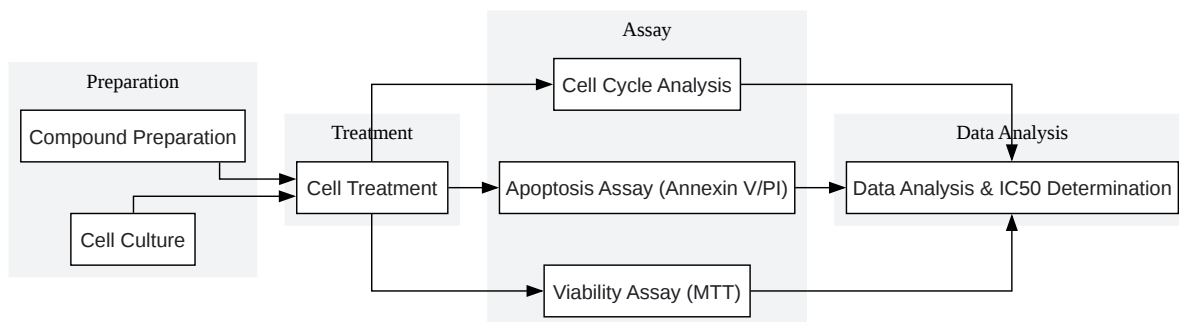 Preparation
Compound Preparation
Cell Culture
Treatment
Cell Treatment
Assay
Cell Cycle Analysis
Apoptosis Assay (Annexin V/PI)
Viability Assay (MTT)
Data Analysis
Data Analysis & IC50 Determination